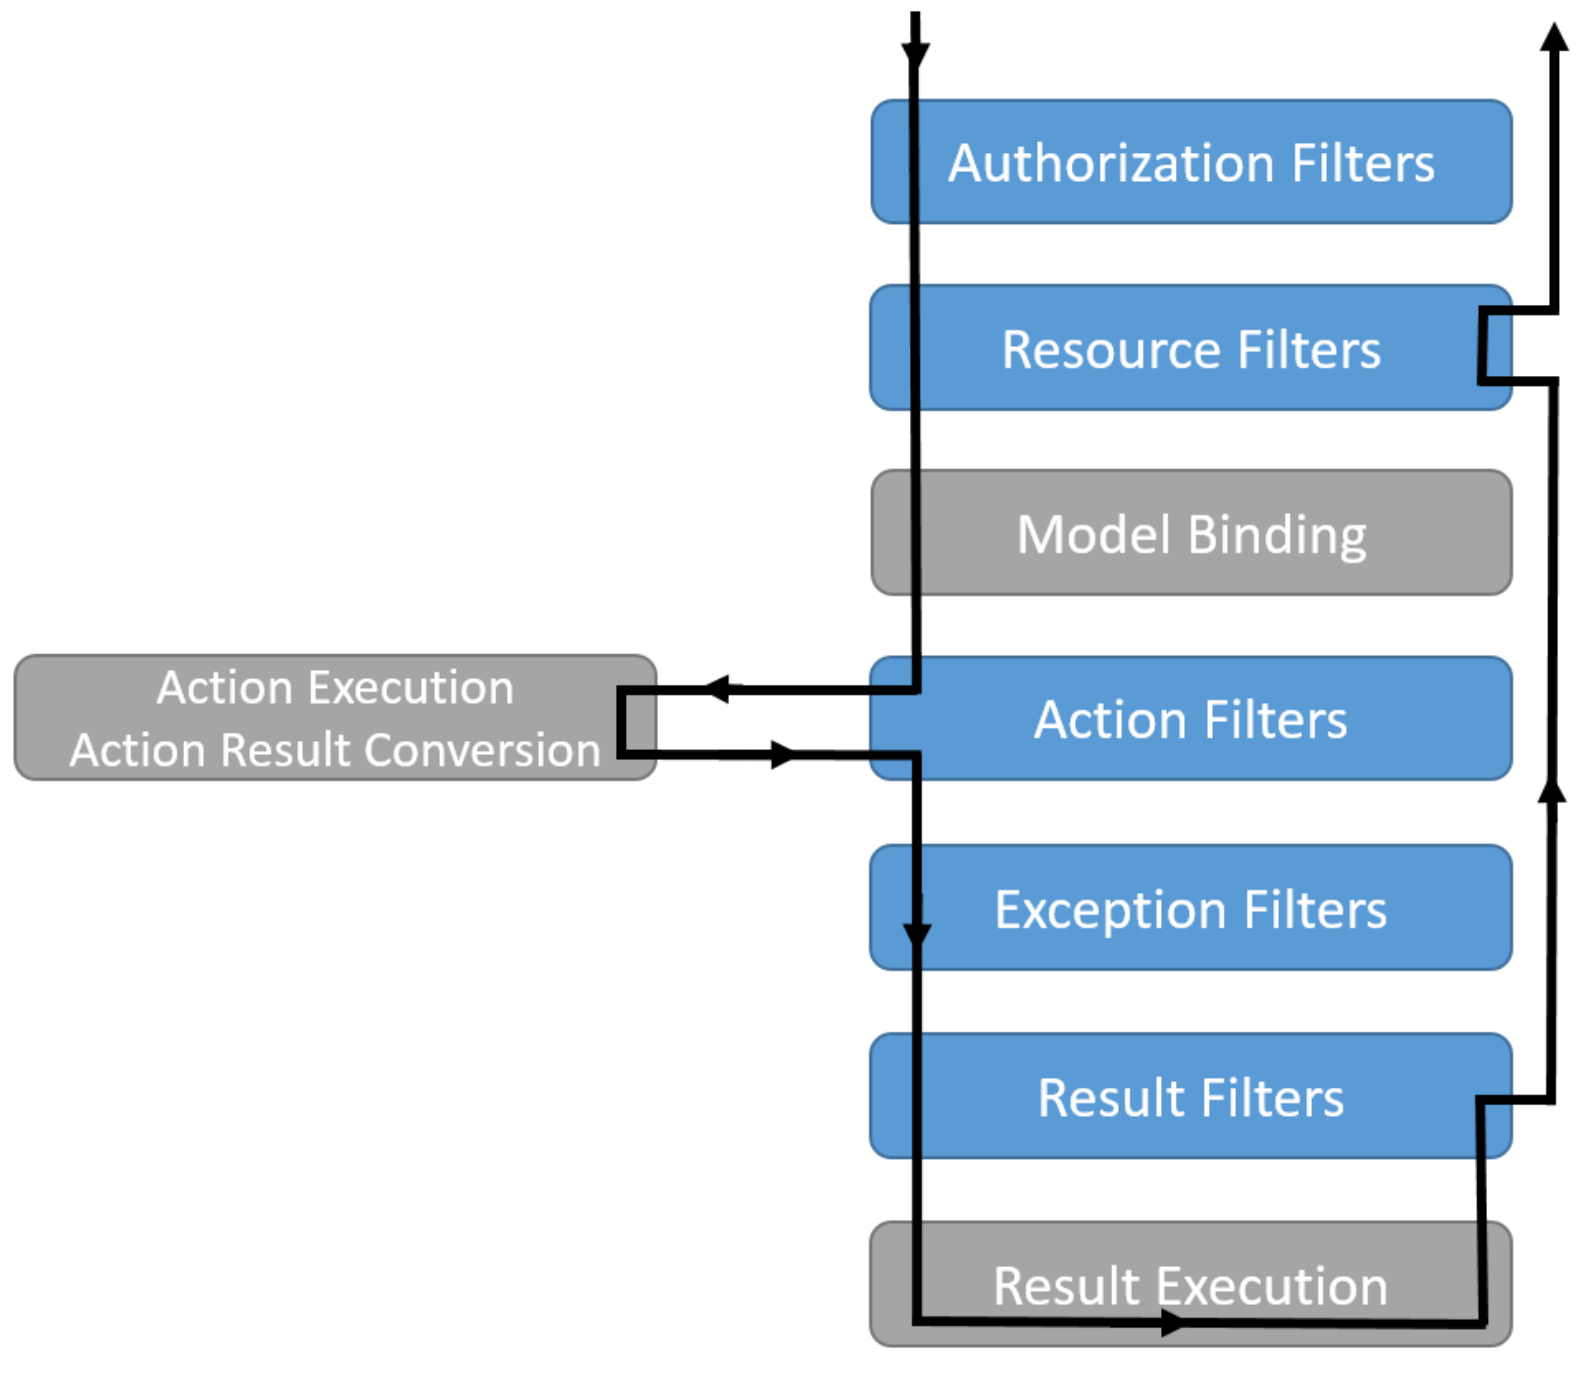 Authorization Filters
Resource Filters
Model Binding
Action Execution
Action Result Conversion
Action Filters
Exception Filters
Result Filters
Result Execution